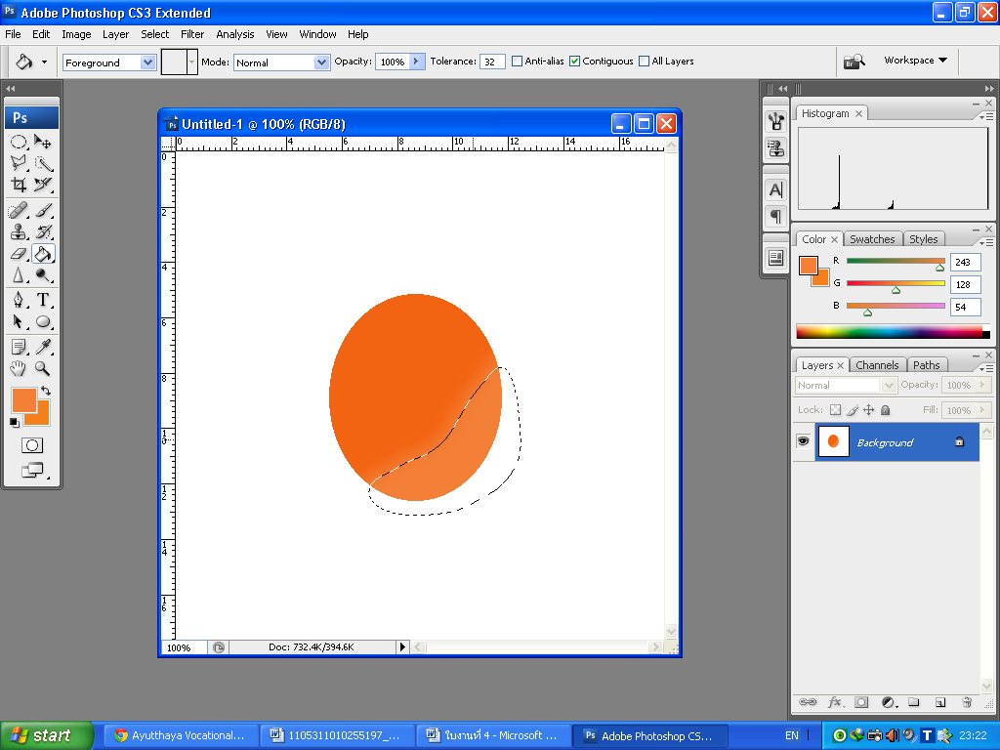 Ps Adobe Photoshop CS3 Extended
File Edit Image Layer Select Filter Analysis View Window Help
Foreground Mode: Normal Opacity: 100% Tolerance: 32 Anti-alias Contiguous All Layers Br Workspace
Ps
T
Untitled-1 @ 100% (RGB/8)
0 2 4 6 8 10 12 14 16
0
2
4
6
8
10
12
14
16
100% Doc: 732.4K/394.6K
A
Histogram
Color Swatches Styles
R 243
G 128
B 54
Layers Channels Paths
Normal Opacity: 100%
Lock: Fill: 100%
Background
fx
start Ayutthaya Vocational... 1105311010255197_... ใบงานที่ 4 - Microsoft ... Ps Adobe Photoshop CS... EN T 23:22